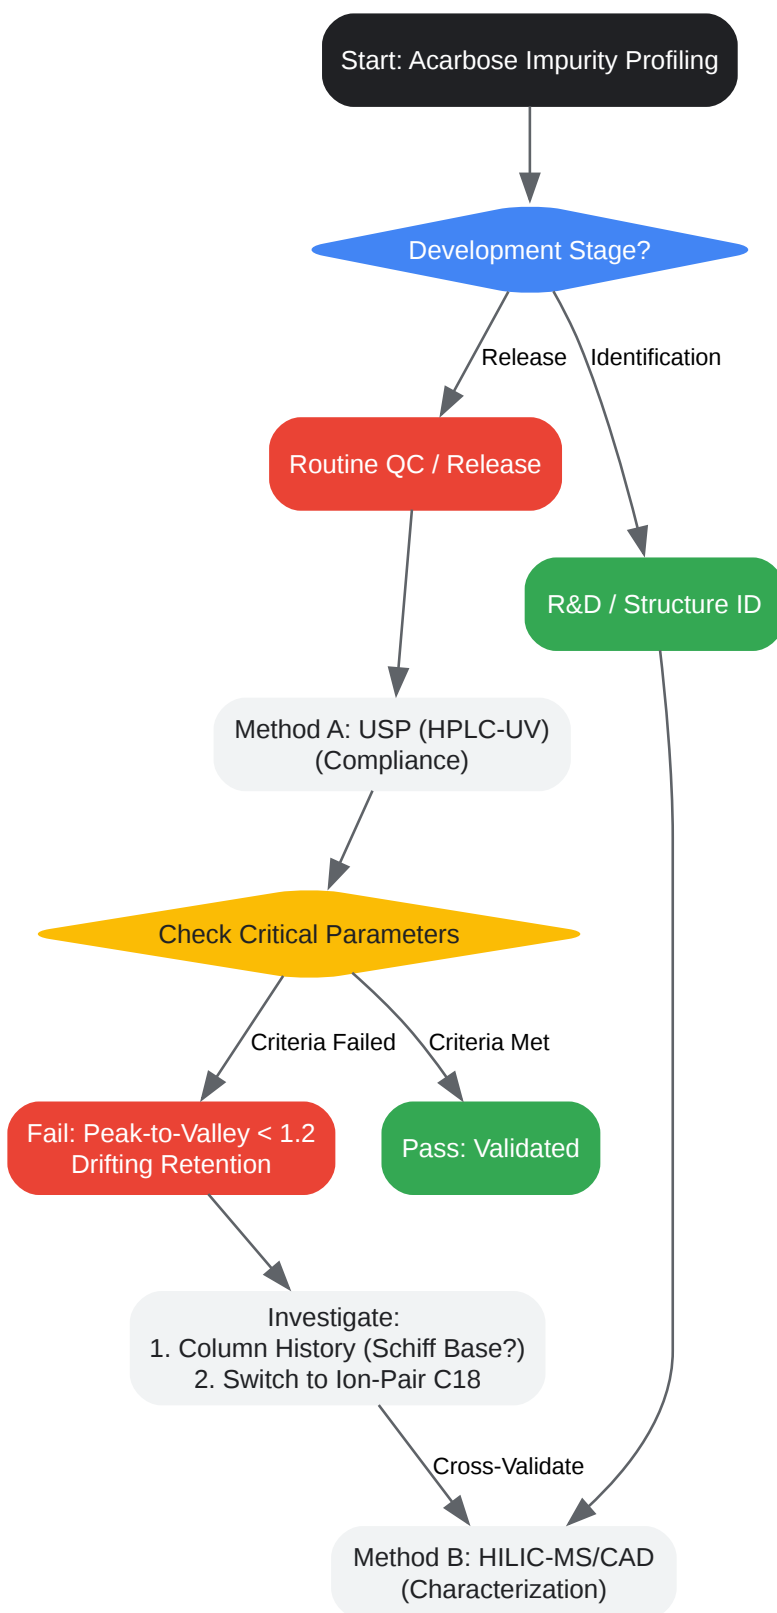 Start: Acarbose Impurity Profiling
Development Stage?
Release
Identification
Routine QC / Release
R&D / Structure ID
Method A: USP (HPLC-UV)
(Compliance)
Check Critical Parameters
Criteria Failed
Criteria Met
Fail: Peak-to-Valley < 1.2
Drifting Retention
Pass: Validated
Investigate:
1. Column History (Schiff Base?)
2. Switch to Ion-Pair C18
Cross-Validate
Method B: HILIC-MS/CAD
(Characterization)